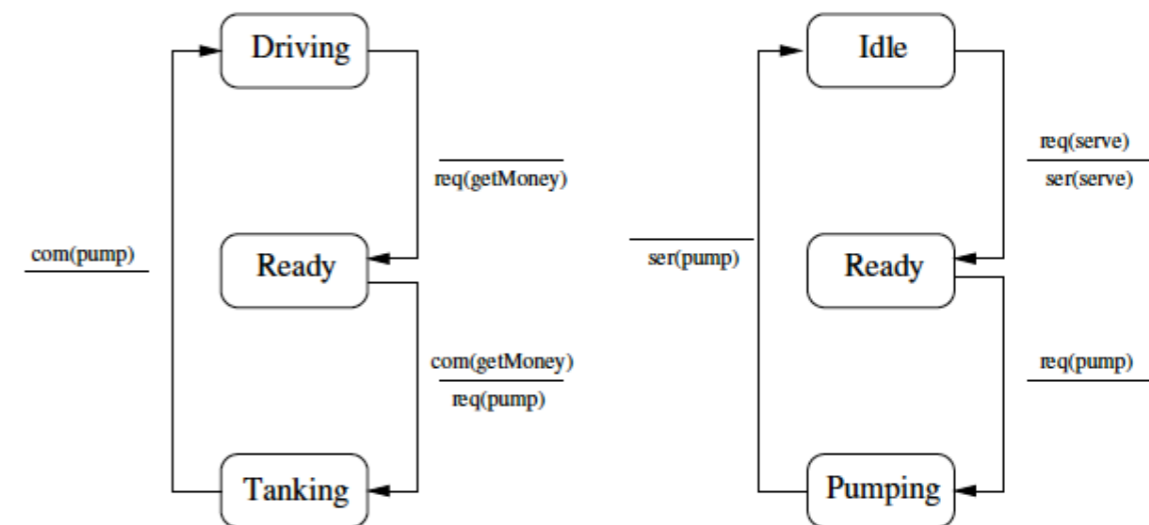 Driving
req(getMoney)
com(pump)
Ready
com(getMoney)
req(pump)
Tanking
Idle
req(serve)
ser(serve)
ser(pump)
Ready
req(pump)
Pumping